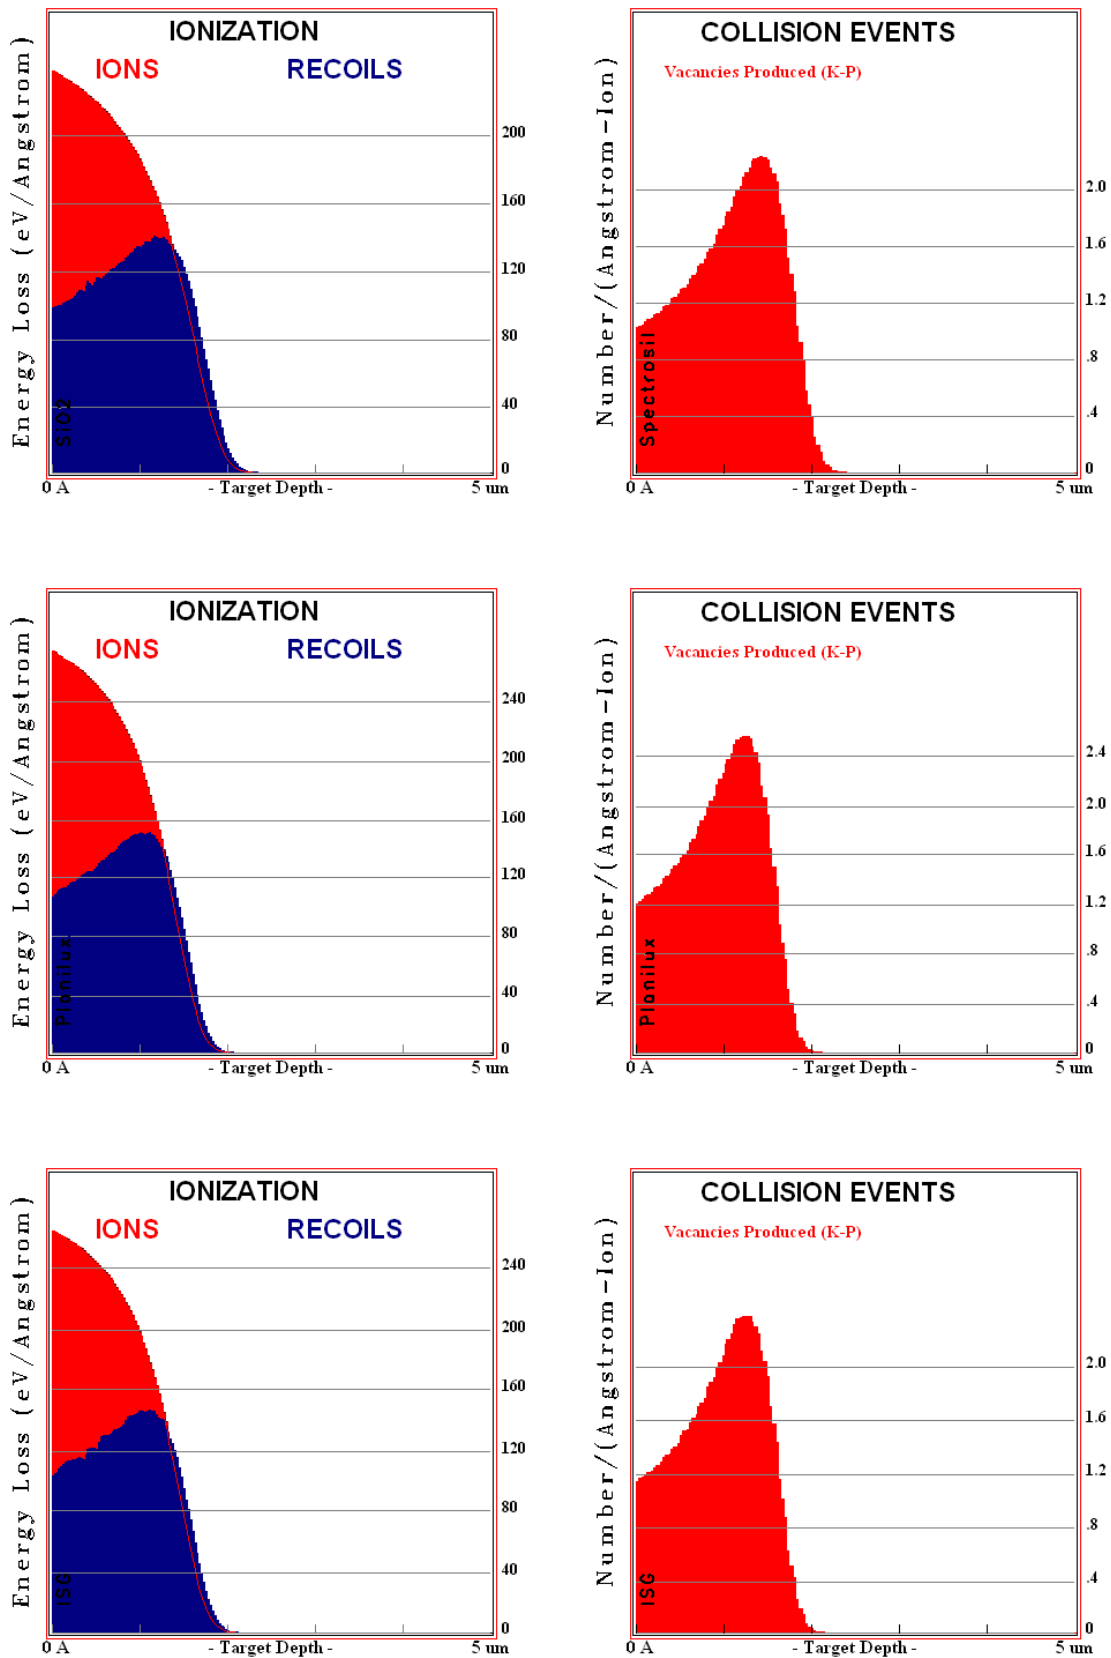 IONIZATION
IONS RECOILS
Energy Loss (eV/Angstrom)
200
160
120
80
40
0
SiO2
0 A - Target Depth - 5 um
COLLISION EVENTS
Vacancies Produced (K-P)
Number/(Angstrom-Ion)
2.0
1.6
1.2
.8
.4
0
Spectrosil
0 A - Target Depth - 5 um
IONIZATION
IONS RECOILS
Energy Loss (eV/Angstrom)
240
200
160
120
80
40
0
Planilux
0 A - Target Depth - 5 um
COLLISION EVENTS
Vacancies Produced (K-P)
Number/(Angstrom-Ion)
2.4
2.0
1.6
1.2
.8
.4
0
Planilux
0 A - Target Depth - 5 um
IONIZATION
IONS RECOILS
Energy Loss (eV/Angstrom)
240
200
160
120
80
40
0
ISG
0 A - Target Depth - 5 um
COLLISION EVENTS
Vacancies Produced (K-P)
Number/(Angstrom-Ion)
2.0
1.6
1.2
.8
.4
0
ISG
0 A - Target Depth - 5 um